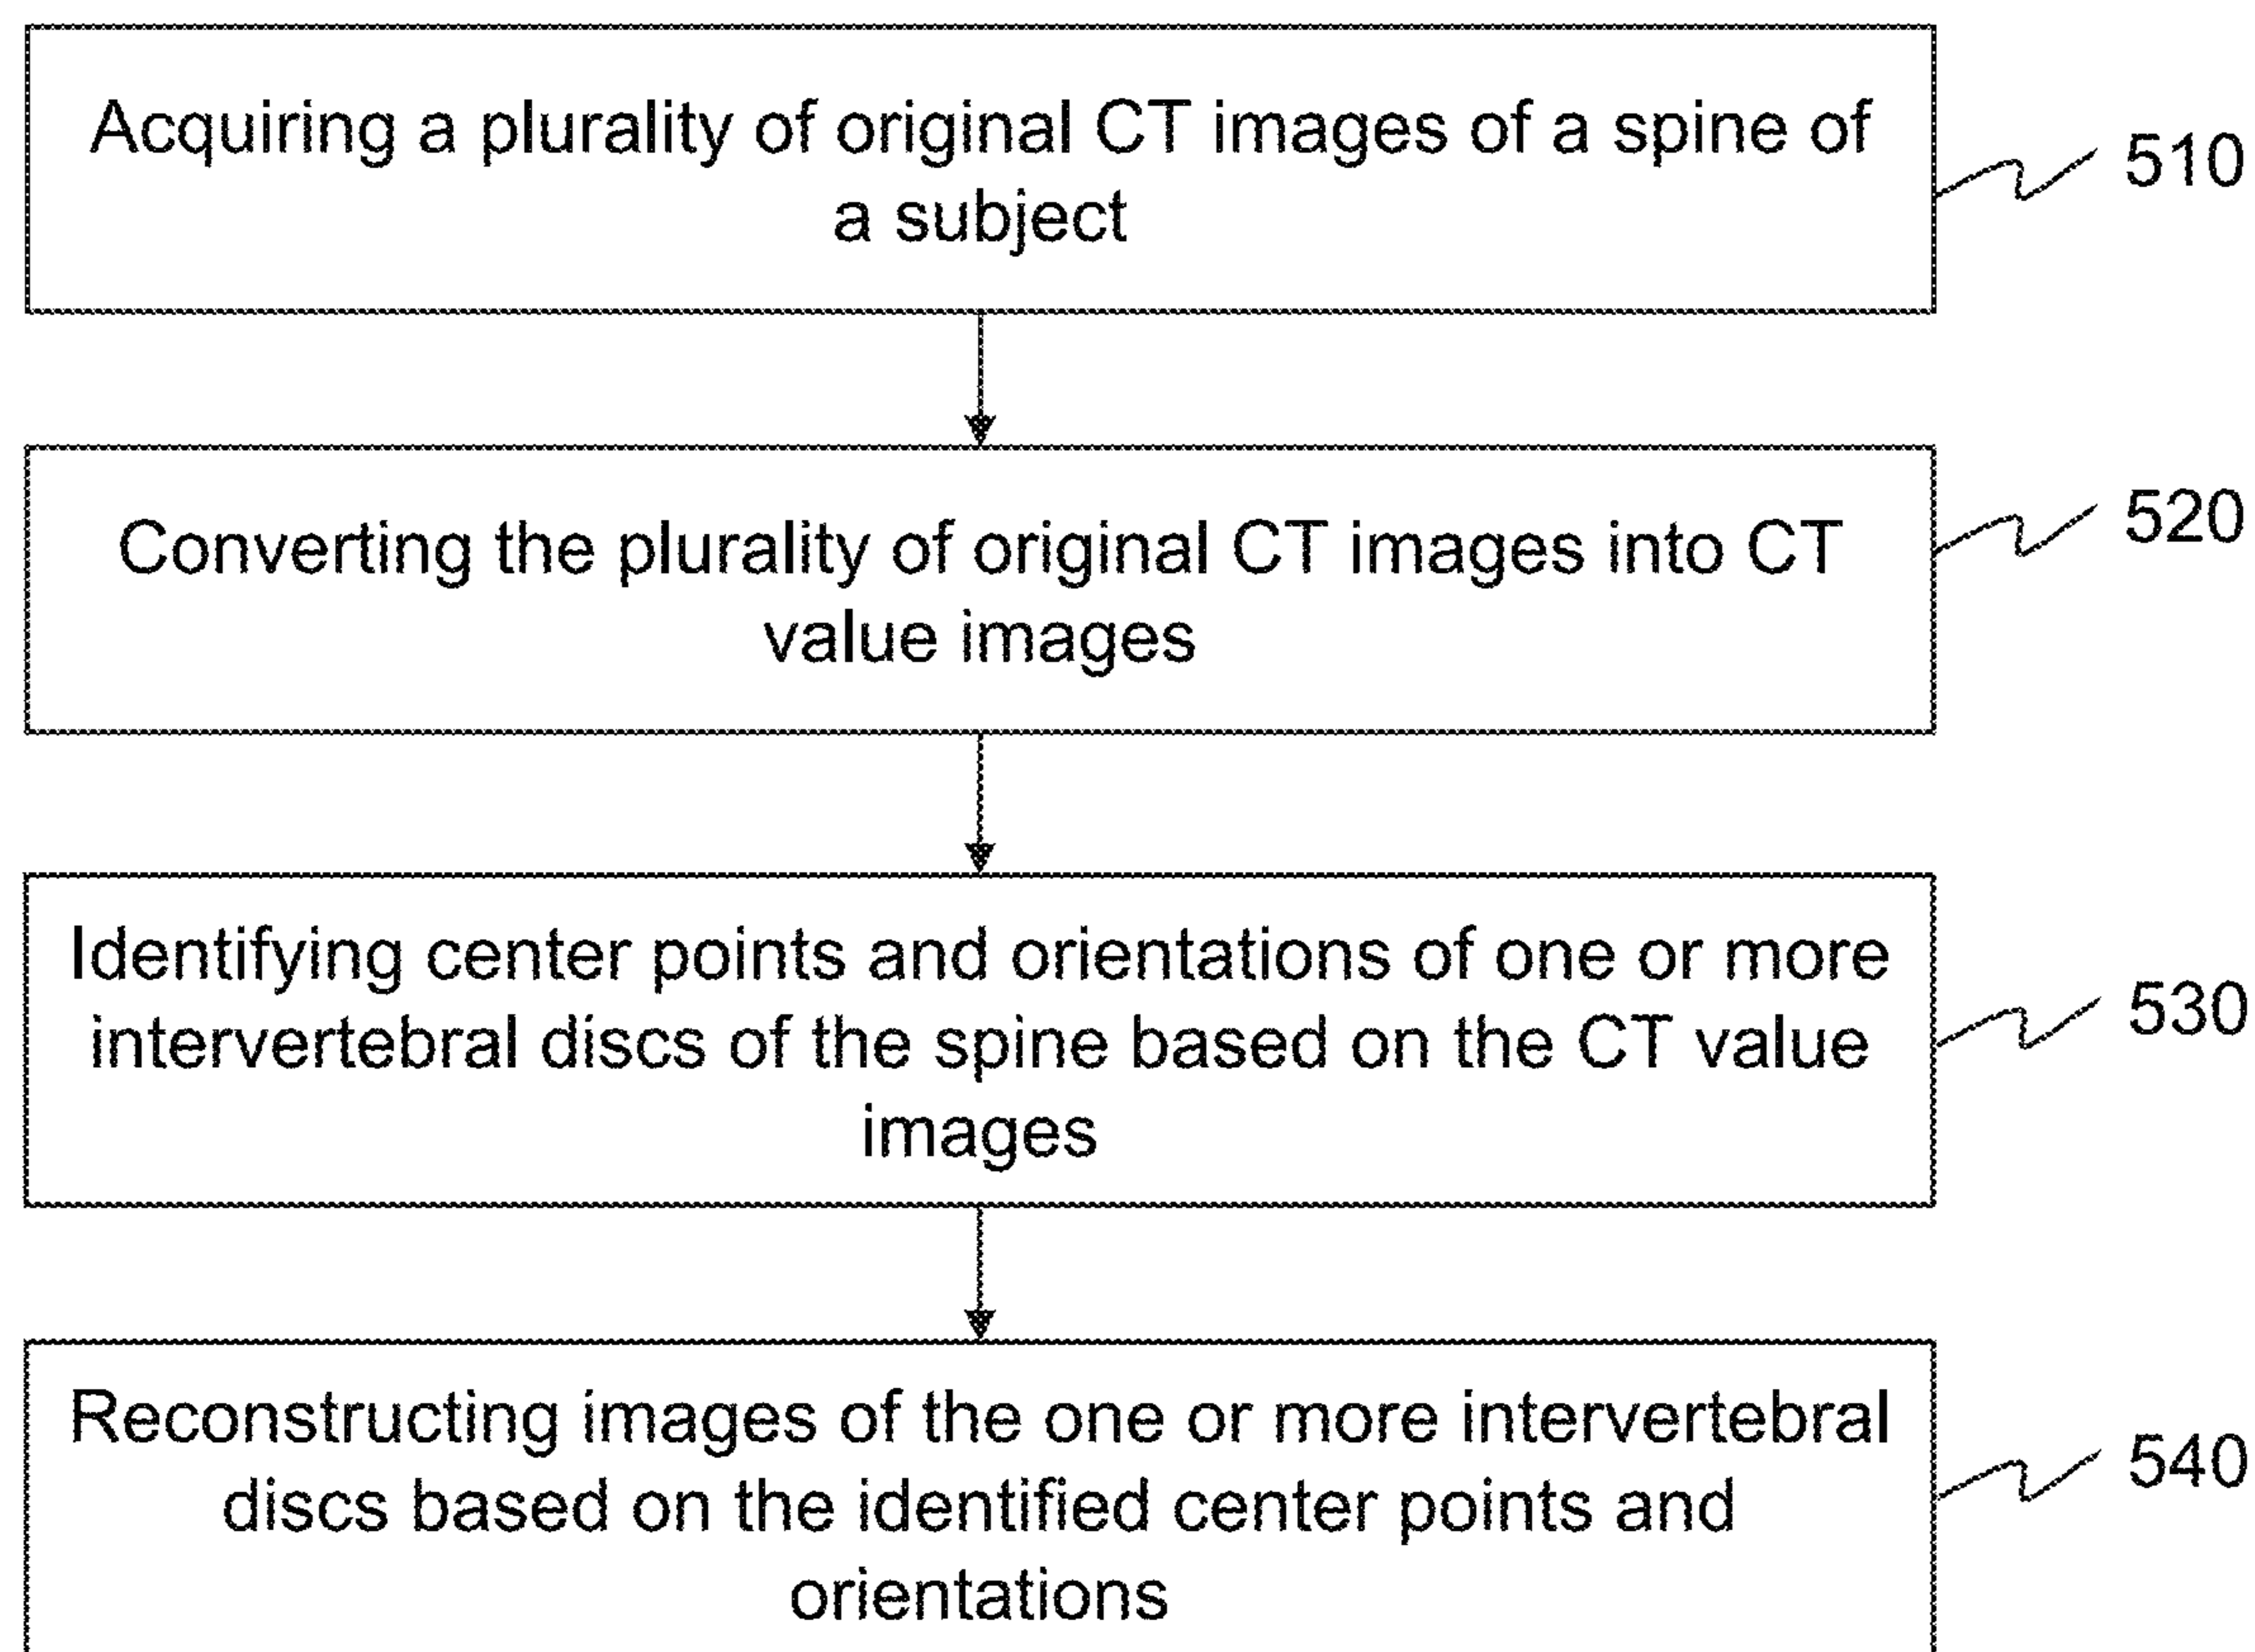 Acquiring a plurality of original CT images of a spine of
a subject
510
Converting the plurality of original CT images into CT
value images
520
Identifying center points and orientations of one or more
intervertebral discs of the spine based on the CT value
images
530
Reconstructing images of the one or more intervertebral
discs based on the identified center points and
orientations
540